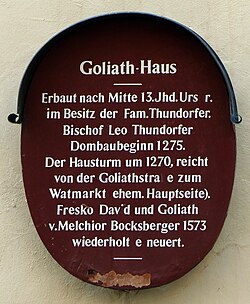 Goliath-Haus
Erbaut nach Mitte 13.Jhd.Urs r.
im Besitz der Fam.Thundorfer.
Bischof Leo Thundorfer
Dombaubeginn 1275.
Der Hausturm um 1270, reicht
von der Goliathstra e zum
Watmarkt ehem. Hauptseite).
Fresko Dav'd und Goliath
v.Melchior Bocksberger 1573
wiederholt e neuert.